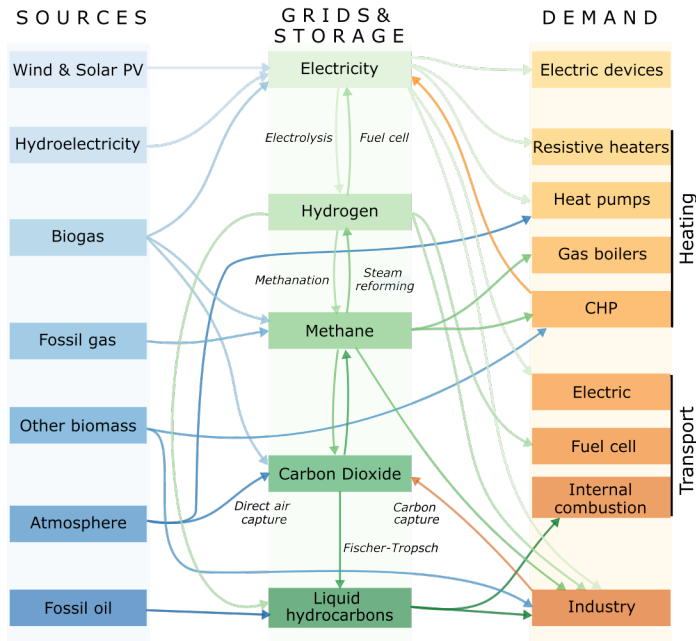 SOURCES
GRIDS &
STORAGE
DEMAND
Wind & Solar PV
Hydroelectricity
Biogas
Fossil gas
Other biomass
Atmosphere
Fossil oil
Electricity
Electrolysis
Fuel cell
Hydrogen
Methanation
Steam
reforming
Methane
Carbon Dioxide
Direct air
capture
Carbon
capture
Fischer-Tropsch
Liquid
hydrocarbons
Electric devices
Resistive heaters
Heat pumps
Gas boilers
CHP
Heating
Electric
Fuel cell
Internal
combustion
Transport
Industry